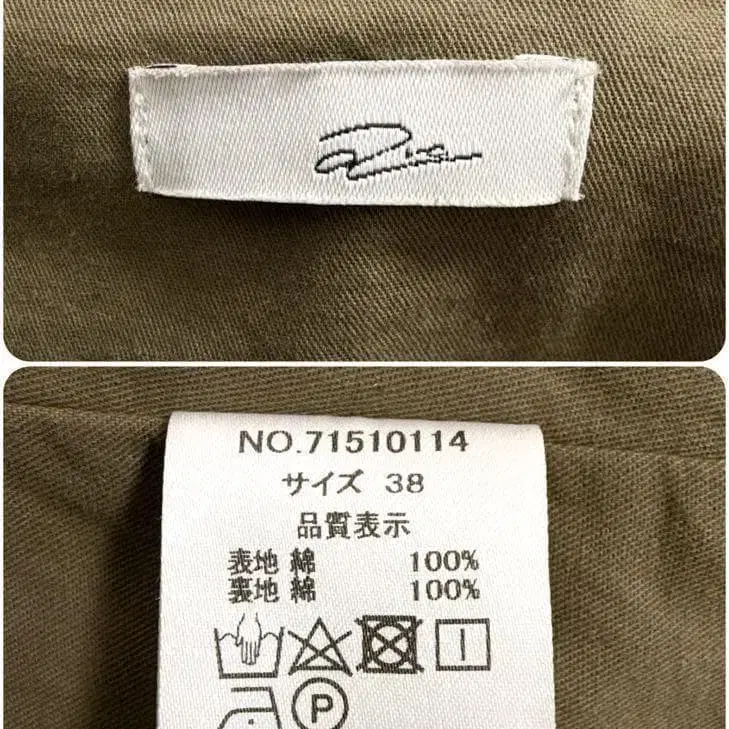 NO.71510114
サイズ 38
品質表示
表地 綿 100%
裏地 綿 100%
P